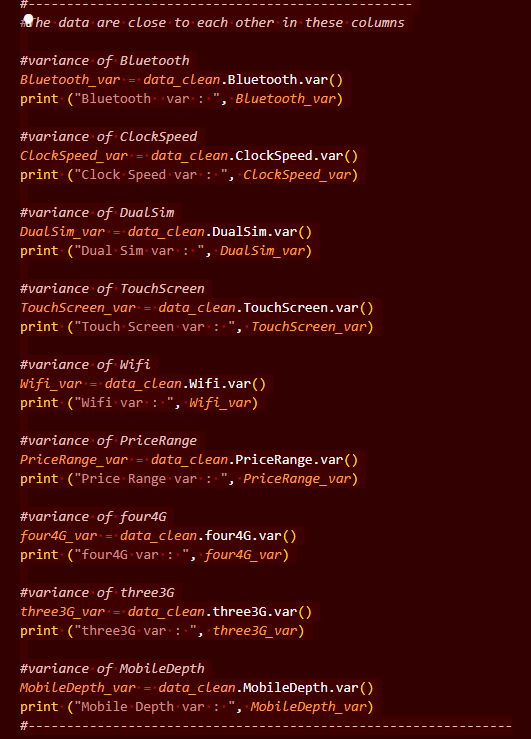 #--------------------------------------------------
#The data are close to each other in these columns
#variance of Bluetooth
Bluetooth_var = data_clean.Bluetooth.var()
print ("Bluetooth  var : ", Bluetooth_var)
#variance of ClockSpeed
ClockSpeed_var = data_clean.ClockSpeed.var()
print ("Clock Speed var : ", ClockSpeed_var)
#variance of DualSim
DualSim_var = data_clean.DualSim.var()
print ("Dual Sim var : ", DualSim_var)
#variance of TouchScreen
TouchScreen_var = data_clean.TouchScreen.var()
print ("Touch Screen var : ", TouchScreen_var)
#variance of Wifi
Wifi_var = data_clean.Wifi.var()
print ("Wifi var : ", Wifi_var)
#variance of PriceRange
PriceRange_var = data_clean.PriceRange.var()
print ("Price Range var : ", PriceRange_var)
#variance of four4G
four4G_var = data_clean.four4G.var()
print ("four4G var : ", four4G_var)
#variance of three3G
three3G_var = data_clean.three3G.var()
print ("three3G var : ", three3G_var)
#variance of MobileDepth
MobileDepth_var = data_clean.MobileDepth.var()
print ("Mobile Depth var : ", MobileDepth_var)
#--------------------------------------------------------------